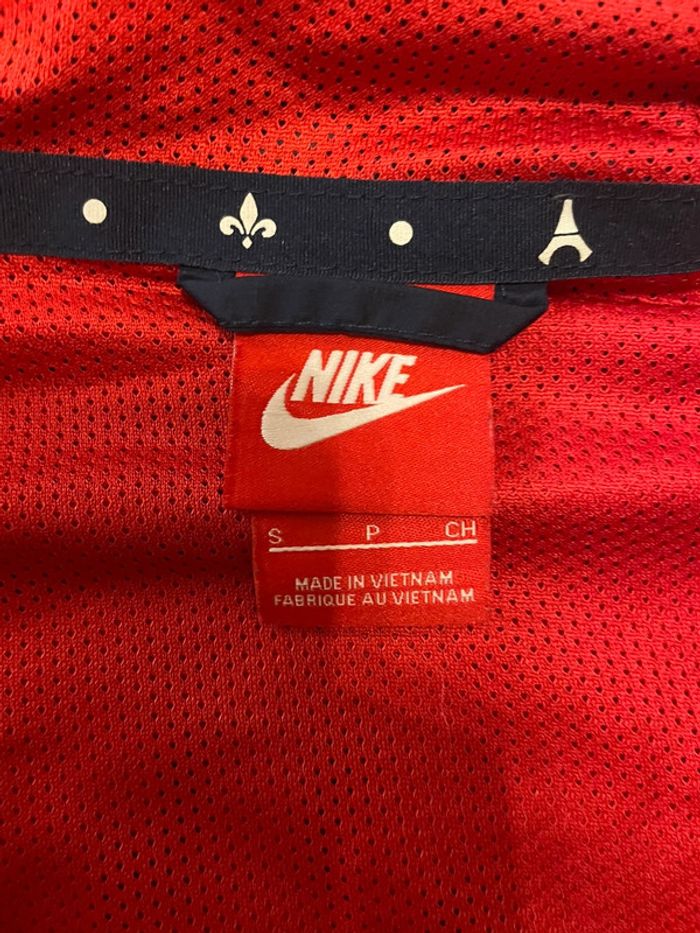 NIKE
S P CH
MADE IN VIETNAM
FABRIQUE AU VIETNAM